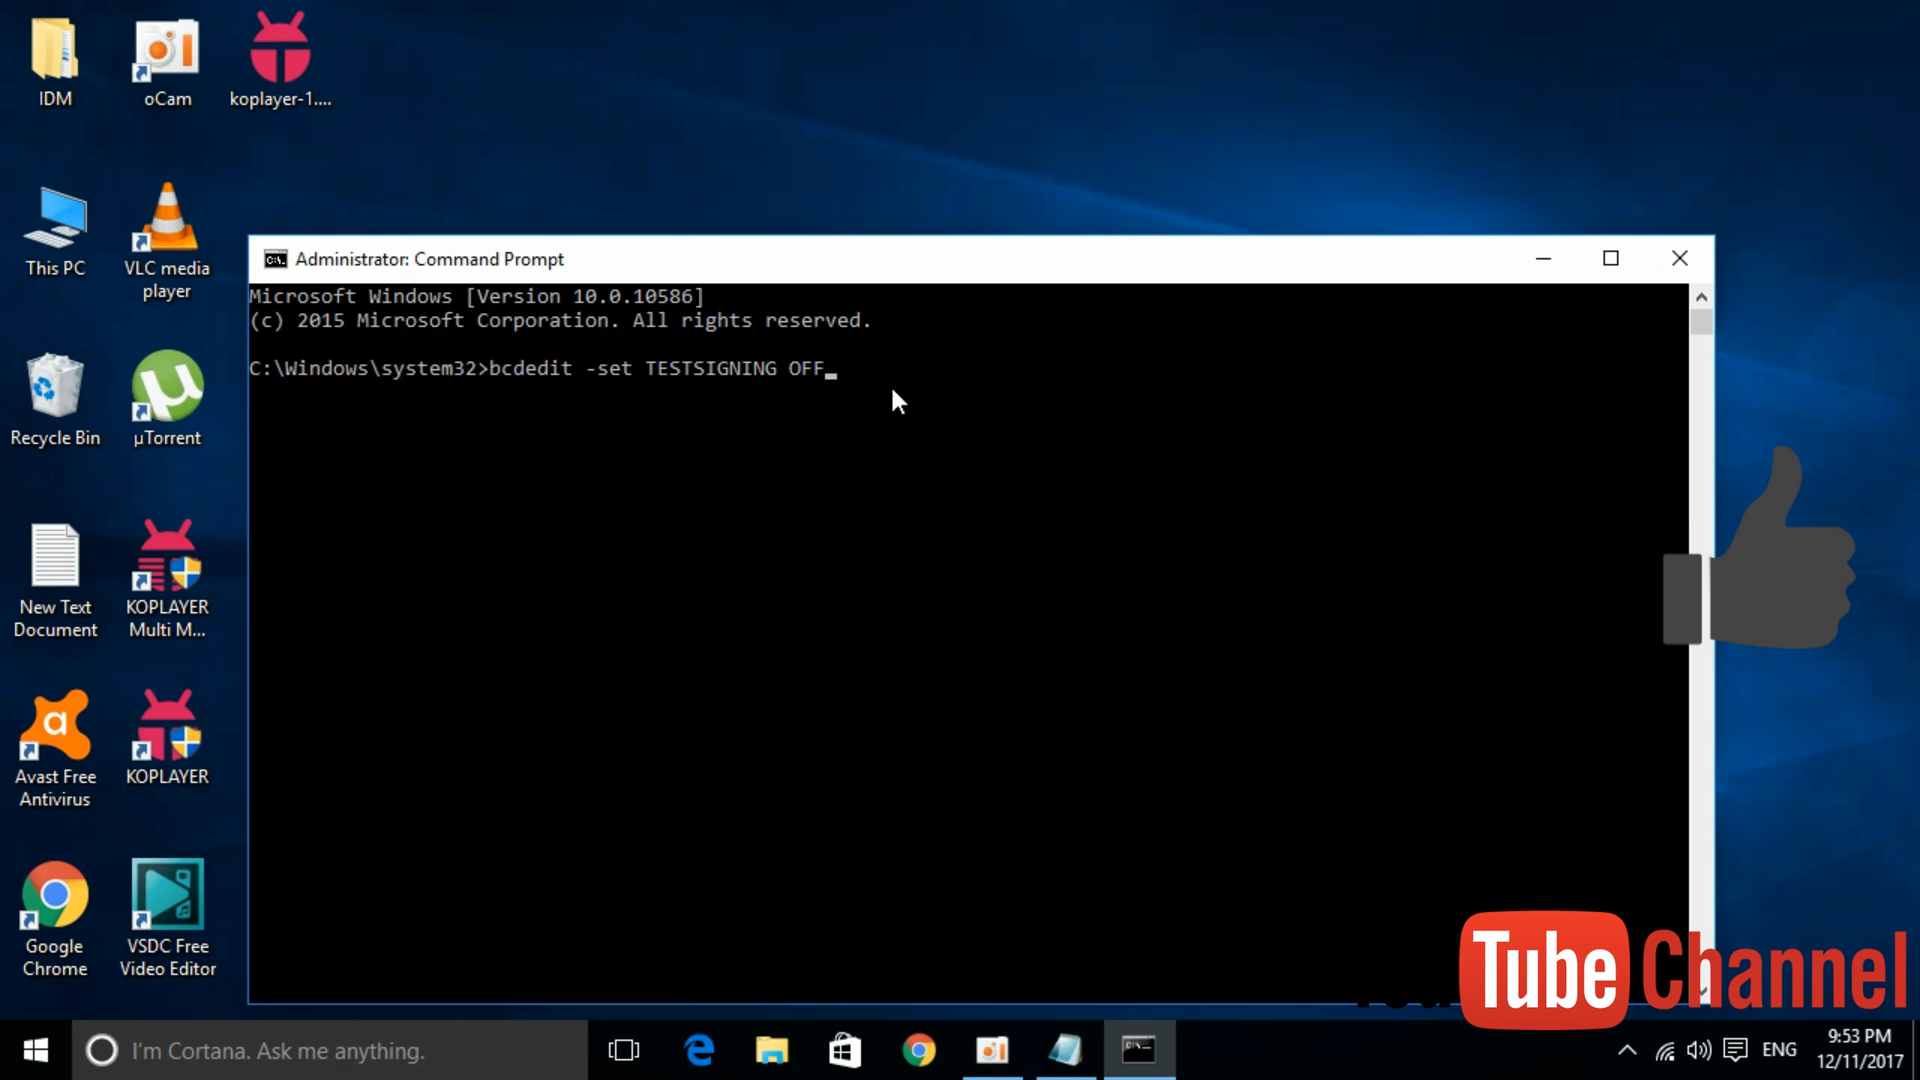 IDM
oCam
koplayer-1....
This PC
VLC media
player
Recycle Bin
µTorrent
New Text
Document
KOPLAYER
Multi M...
Avast Free
Antivirus
KOPLAYER
Google
Chrome
VSDC Free
Video Editor
Administrator: Command Prompt
Microsoft Windows [Version 10.0.10586]
(c) 2015 Microsoft Corporation. All rights reserved.
C:\Windows\system32>bcdedit -set TESTSIGNING OFF_
Tube Channel
I'm Cortana. Ask me anything.
ENG
9:53 PM
12/11/2017